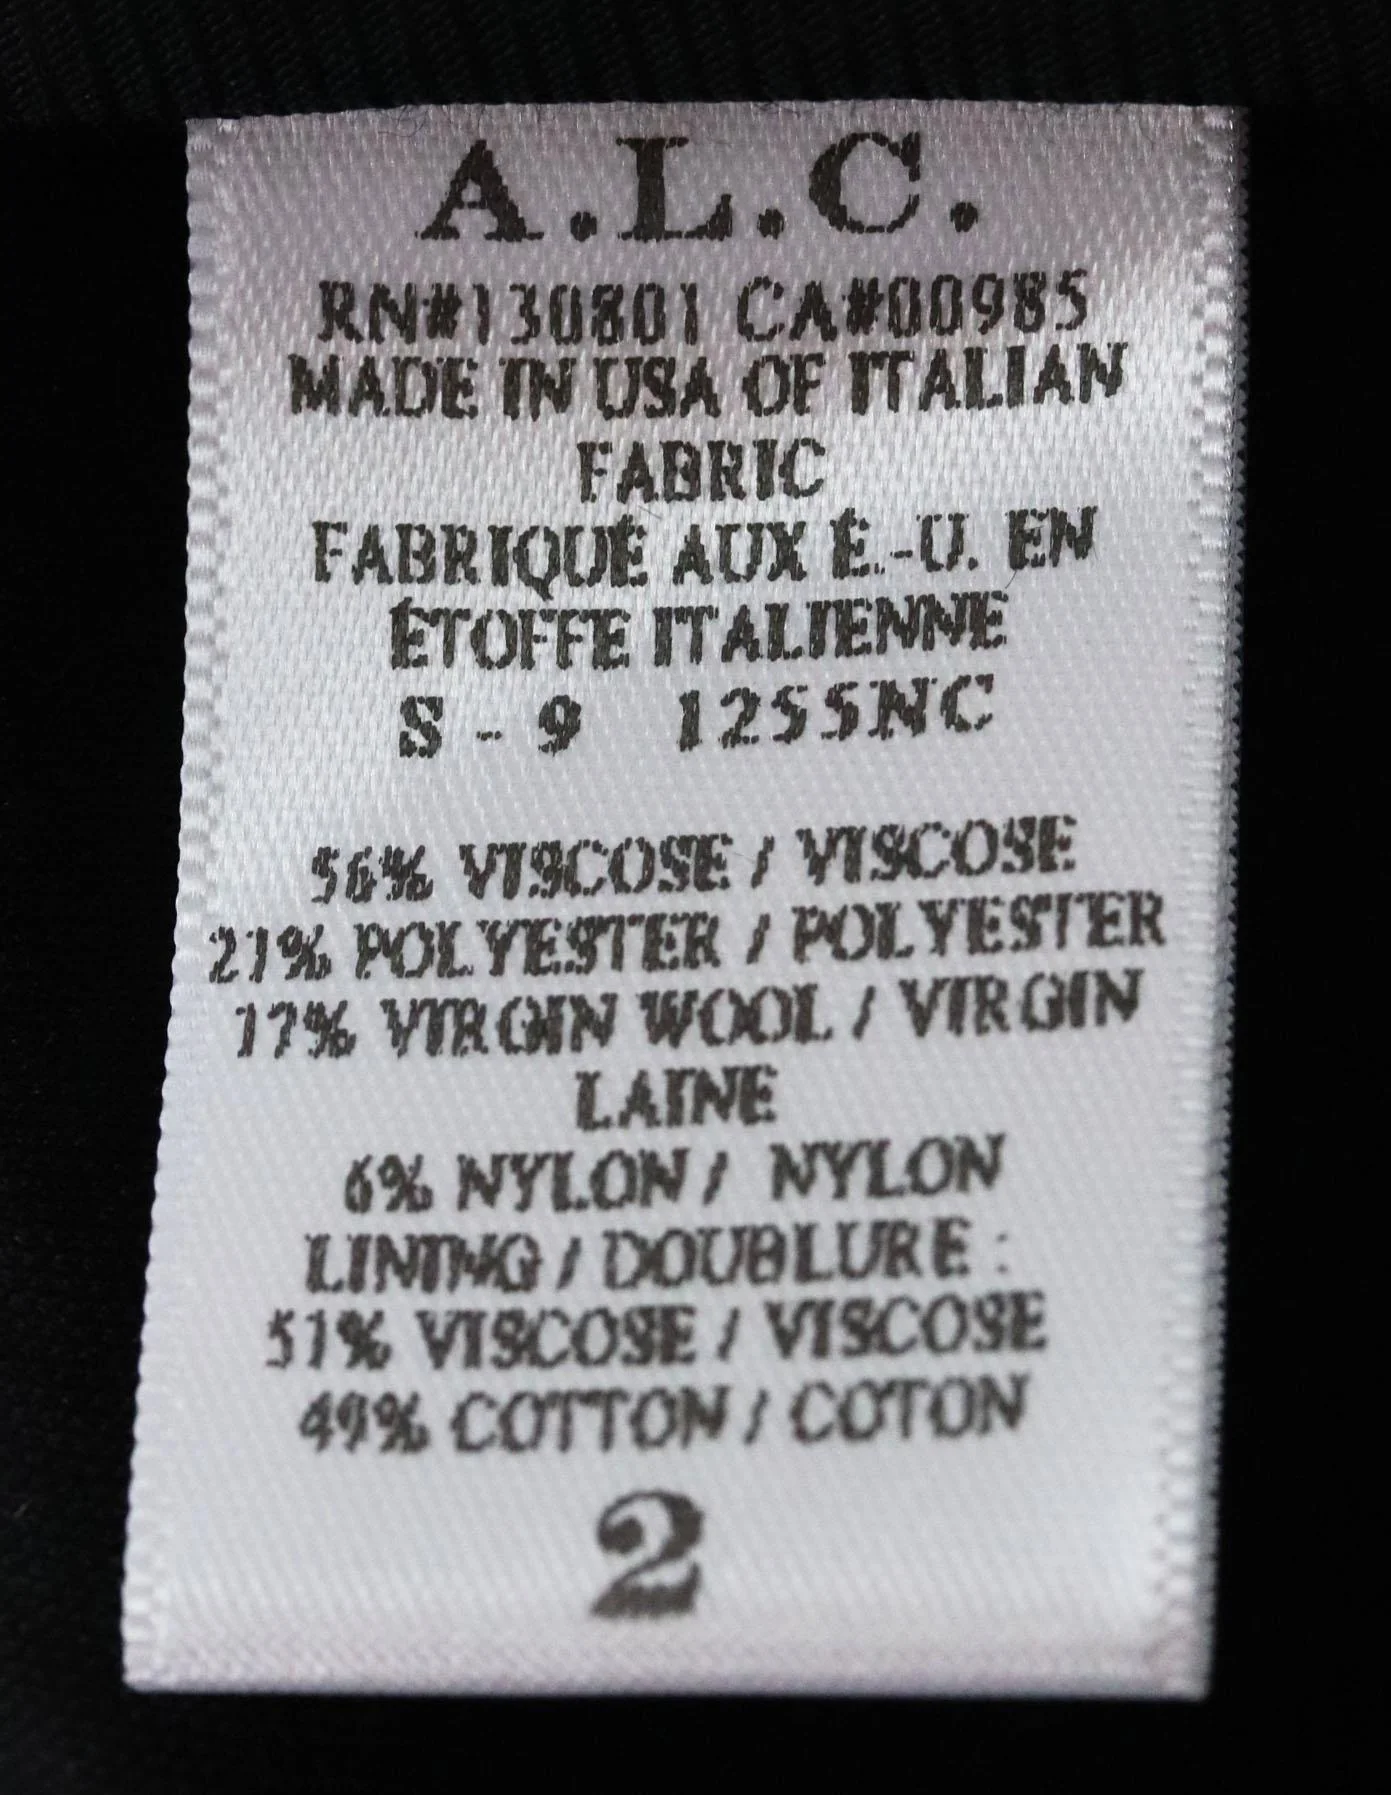 A.L.C.
RN#130801 CA#00985
MADE IN USA OF ITALIAN
FABRIC
FABRIQUÉ AUX É.-U. EN
ÉTOFFE ITALIENNE
S - 9 1255NC
56% VISCOSE / VISCOSE
21% POLYESTER / POLYESTER
17% VIRGIN WOOL / VIRGIN
LAINE
6% NYLON / NYLON
LINING / DOUBLURE :
51% VISCOSE / VISCOSE
49% COTTON / COTON
2